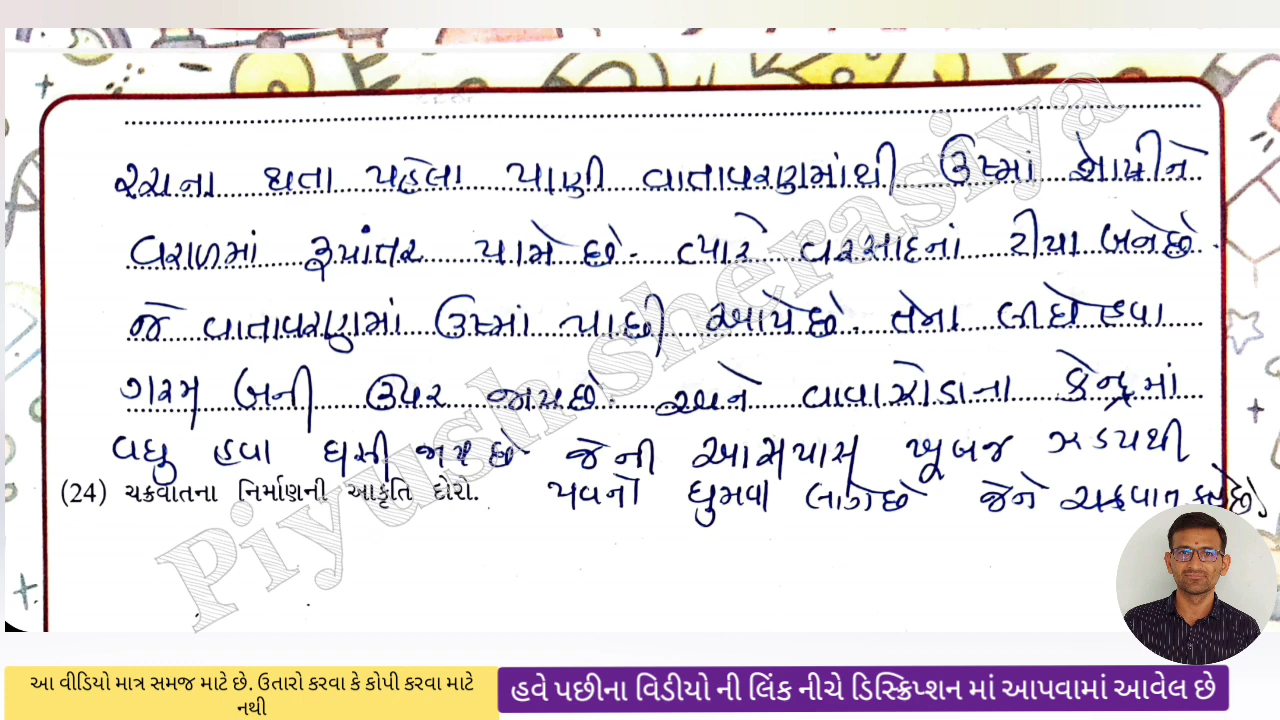 રચના થતા પહેલા પાણી વાતાવરણમાંથી ઉષ્માં શોષીને
વરાળમાં રૂપાંતર પામે છે. ત્યારે વરસાદનાં ટીપા બનેછે.
જે વાતાવરણમાં ઉષ્માં પાછી આપેછે. તેના લીધેહવા
ગરમ બની ઉપર જાયછે. અને વાવાઝોડાના કેન્દ્રમાં
વધુ હવા ધસી જાય છે જેની આસપાસ ખૂબજ ઝડપથી
(24) ચક્રવાતના નિર્માણની આકૃતિ દોરો. પવનો ઘુમવા લાગેછે જેને ચક્રવાત કહેછે.
Piyush sherasiya
આ વીડિયો માત્ર સમજ માટે છે. ઉતારો કરવા કે કોપી કરવા માટે
નથી
હવે પછીના વિડીયો ની લિંક નીચે ડિસ્ક્રિપ્શન માં આપવામાં આવેલ છે